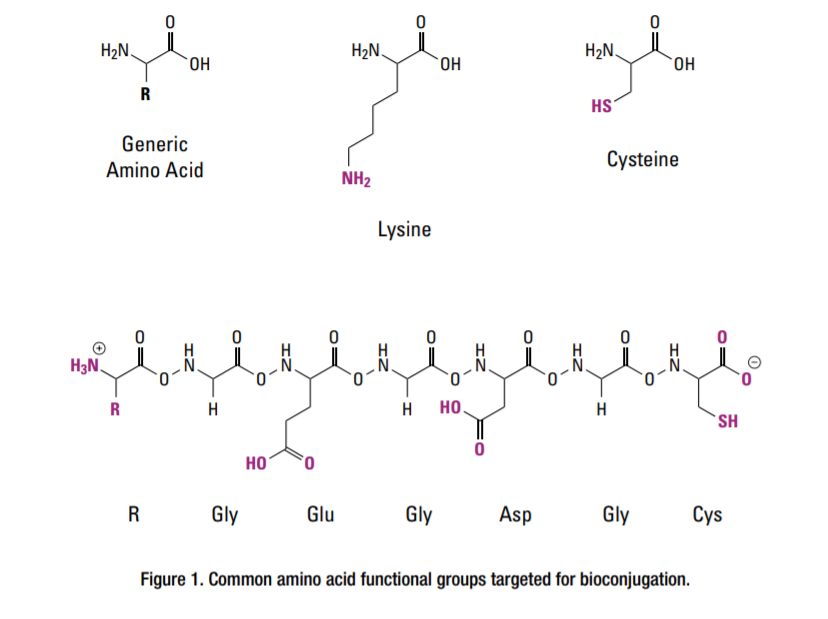 O O O
H₂N H₂N H₂N
OH OH OH
R HS
Generic
Amino Acid
Cysteine
NH₂
Lysine
O O O O O O O
⊕ H H H H H H ⊖
H₃N N N N N N N
O O O O O O O
R H H HO H SH
O
HO O
R Gly Glu Gly Asp Gly Cys
Figure 1. Common amino acid functional groups targeted for bioconjugation.